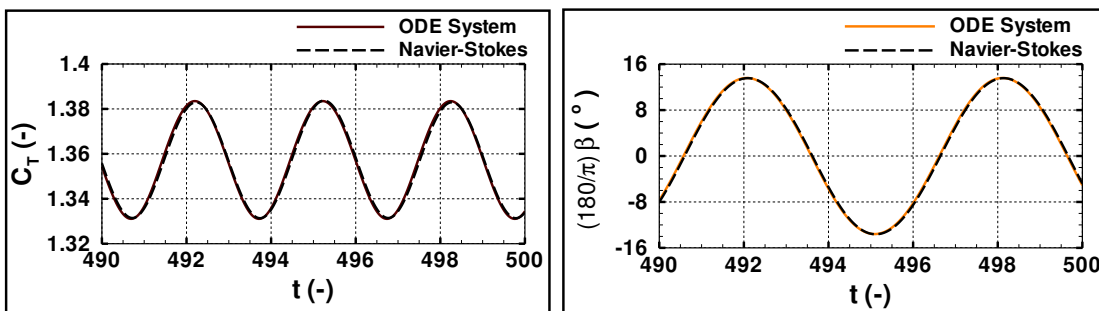 ODE System
Navier-Stokes
1.4
1.38
1.36
1.34
1.32
C_T (-)
490 492 494 496 498 500
t (-)
ODE System
Navier-Stokes
16
8
0
-8
-16
(180/π) β ( ° )
490 492 494 496 498 500
t (-)